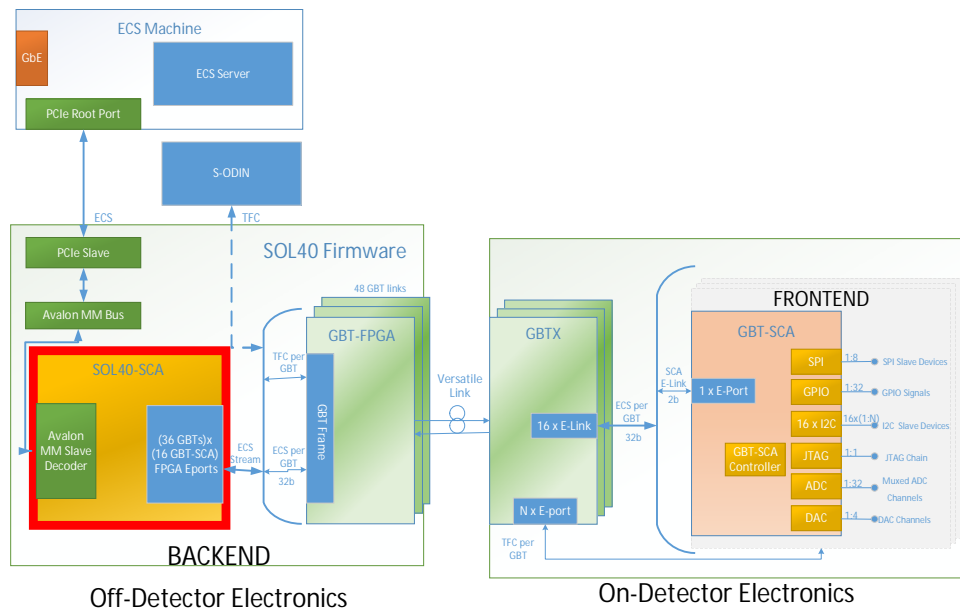 ECS Machine
GbE
ECS Server
PCIe Root Port
S-ODIN
ECS
TFC
SOL40 Firmware
PCIe Slave
Avalon MM Bus
SOL40-SCA
Avalon
MM Slave
Decoder
(36 GBTs)x
(16 GBT-SCA)
FPGA Eports
ECS
Stream
BACKEND
Off-Detector Electronics
48 GBT links
GBT-FPGA
TFC per
GBT
GBT Frame
ECS per
GBT
32b
Versatile
Link
GBTX
16 x E-Link
N x E-port
ECS per
GBT
32b
TFC per
GBT
FRONTEND
GBT-SCA
SCA
E-Link
2b
1 x E-Port
GBT-SCA
Controller
SPI
1:8
SPI Slave Devices
GPIO
1:32
GPIO Signals
16 x I2C
16x(1:N)
I2C Slave Devices
JTAG
1:1
JTAG Chain
ADC
1:32
Muxed ADC
Channels
DAC
1:4
DAC Channels
On-Detector Electronics